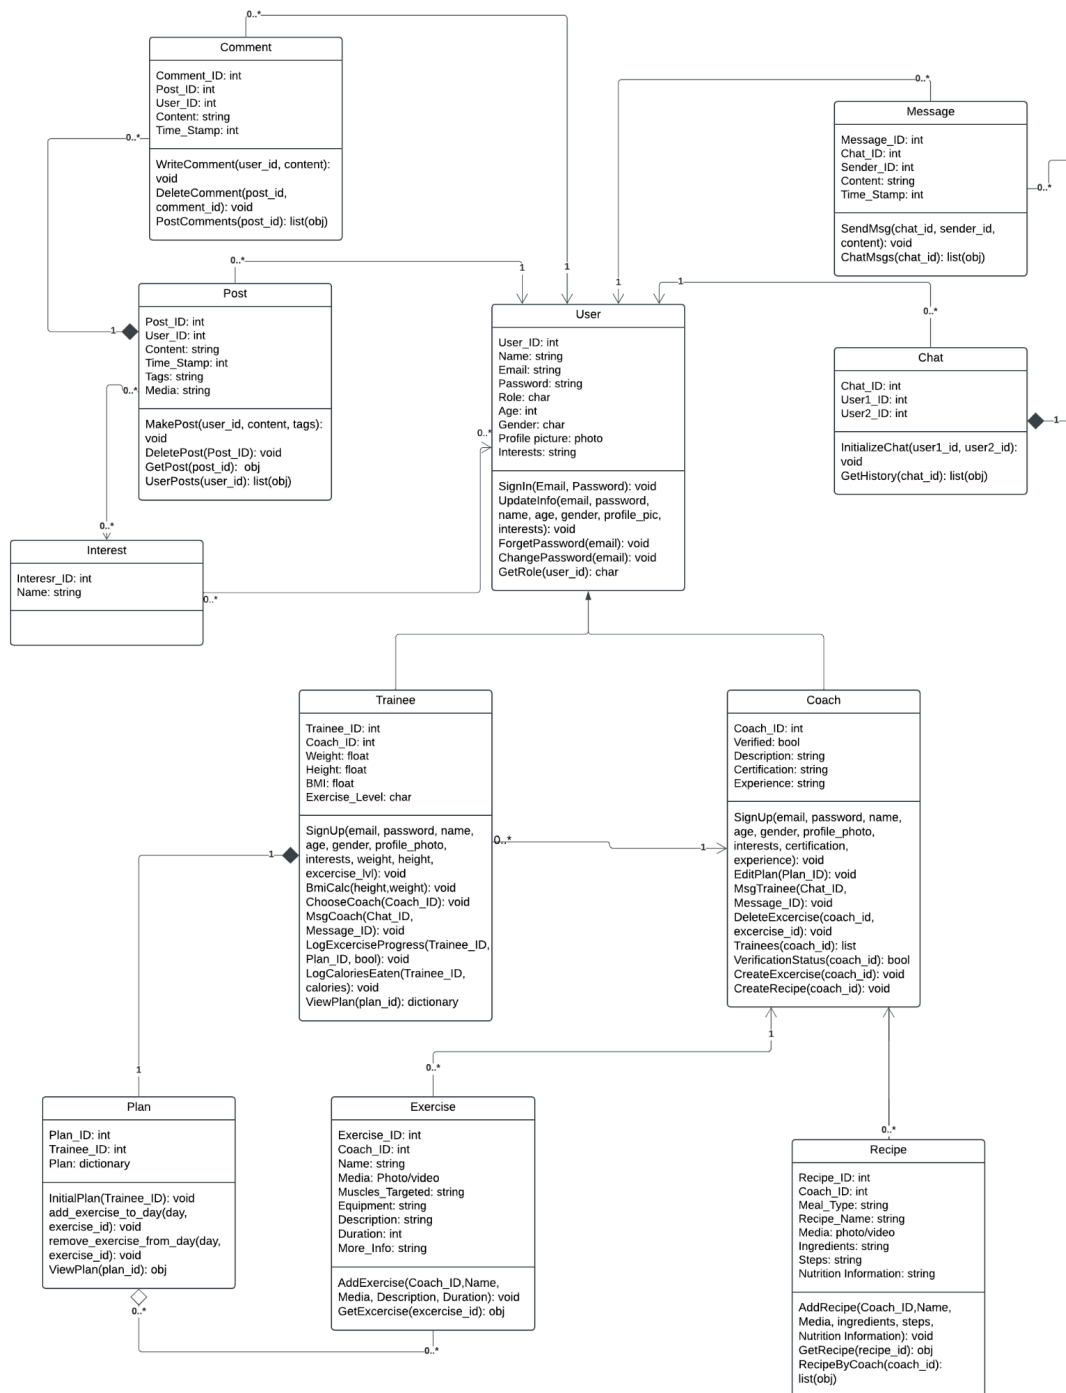 0..*
Comment
Comment_ID: int
Post_ID: int
User_ID: int
Content: string
Time_Stamp: int
WriteComment(user_id, content):
void
DeleteComment(post_id,
comment_id): void
PostComments(post_id): list(obj)
0..*
0..*
Message
Message_ID: int
Chat_ID: int
Sender_ID: int
Content: string
Time_Stamp: int
SendMsg(chat_id, sender_id,
content): void
ChatMsgs(chat_id): list(obj)
0..*
0..*
1
1
1
1
Post
Post_ID: int
User_ID: int
Content: string
Time_Stamp: int
Tags: string
Media: string
MakePost(user_id, content, tags):
void
DeletePost(Post_ID): void
GetPost(post_id):  obj
UserPosts(user_id): list(obj)
1
0..*
User
User_ID: int
Name: string
Email: string
Password: string
Role: char
Age: int
Gender: char
Profile picture: photo
Interests: string
SignIn(Email, Password): void
UpdateInfo(email, password,
name, age, gender, profile_pic,
interests): void
ForgetPassword(email): void
ChangePassword(email): void
GetRole(user_id): char
0..*
0..*
Chat
Chat_ID: int
User1_ID: int
User2_ID: int
InitializeChat(user1_id, user2_id):
void
GetHistory(chat_id): list(obj)
1
0..*
Interest
Interesr_ID: int
Name: string
0..*
Trainee
Trainee_ID: int
Coach_ID: int
Weight: float
Height: float
BMI: float
Exercise_Level: char
SignUp(email, password, name,
age, gender, profile_photo,
interests, weight, height,
excercise_lvl): void
BmiCalc(height,weight): void
ChooseCoach(Coach_ID): void
MsgCoach(Chat_ID,
Message_ID): void
LogExcerciseProgress(Trainee_ID,
Plan_ID, bool): void
LogCaloriesEaten(Trainee_ID,
calories): void
ViewPlan(plan_id): dictionary
1
0..*
1
Coach
Coach_ID: int
Verified: bool
Description: string
Certification: string
Experience: string
SignUp(email, password, name,
age, gender, profile_photo,
interests, certification,
experience): void
EditPlan(Plan_ID): void
MsgTrainee(Chat_ID,
Message_ID): void
DeleteExcercise(coach_id,
excercise_id): void
Trainees(coach_id): list
VerificationStatus(coach_id): bool
CreateExcercise(coach_id): void
CreateRecipe(coach_id): void
1
1
0..*
Plan
Plan_ID: int
Trainee_ID: int
Plan: dictionary
InitialPlan(Trainee_ID): void
add_exercise_to_day(day,
exercise_id): void
remove_exercise_from_day(day,
exercise_id): void
ViewPlan(plan_id): obj
0..*
Exercise
Exercise_ID: int
Coach_ID: int
Name: string
Media: Photo/video
Muscles_Targeted: string
Equipment: string
Description: string
Duration: int
More_Info: string
AddExercise(Coach_ID,Name,
Media, Description, Duration): void
GetExcercise(excercise_id): obj
0..*
0..*
Recipe
Recipe_ID: int
Coach_ID: int
Meal_Type: string
Recipe_Name: string
Media: photo/video
Ingredients: string
Steps: string
Nutrition Information: string
AddRecipe(Coach_ID,Name,
Media, ingredients, steps,
Nutrition Information): void
GetRecipe(recipe_id): obj
RecipeByCoach(coach_id):
list(obj)